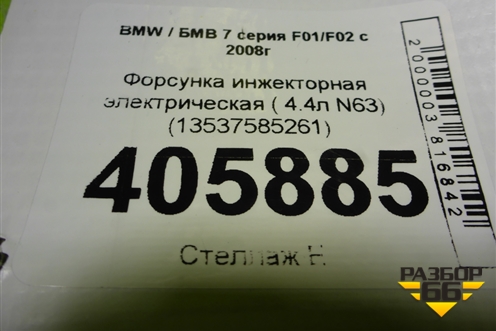 BMW / БМВ 7 серия F01/F02 с
2008г
Форсунка инжекторная
электрическая ( 4.4л N63)
(13537585261)
405885
Стеллаж Н
2000003816842
РАЗБОР
66